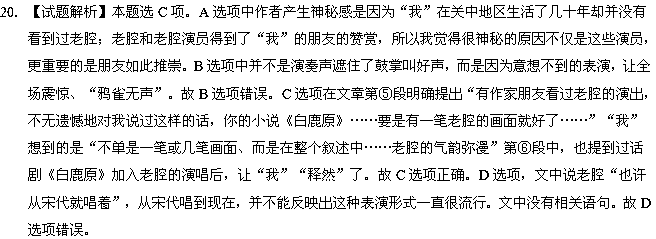 20. 【试题解析】本题选 C 项。A 选项中作者产生神秘感是因为“我”在关中地区生活了几十年却并没有
看到过老腔；老腔和老腔演员得到了“我”的朋友的赞赏，所以我觉得很神秘的原因不仅是这些演员，
更重要的是朋友如此推崇。B 选项中并不是演奏声遮住了鼓掌叫好声，而是因为意想不到的表演，让全
场震惊、“鸦雀无声”。故 B 选项错误。C 选项在文章第⑤段明确提出“有作家朋友看过老腔的演出，
不无遗憾地对我说过这样的话，你的小说《白鹿原》……要是有一笔老腔的画面就好了……”“我”
想到的是“不单是一笔或几笔画面、而是在整个叙述中……老腔的气韵弥漫”第⑥段中，也提到过话
剧《白鹿原》加入老腔的演唱后，让“我”“释然”了。故 C 选项正确。D 选项，文中说老腔“也许
从宋代就唱着”，从宋代唱到现在，并不能反映出这种表演形式一直很流行。文中没有相关语句。故 D
选项错误。